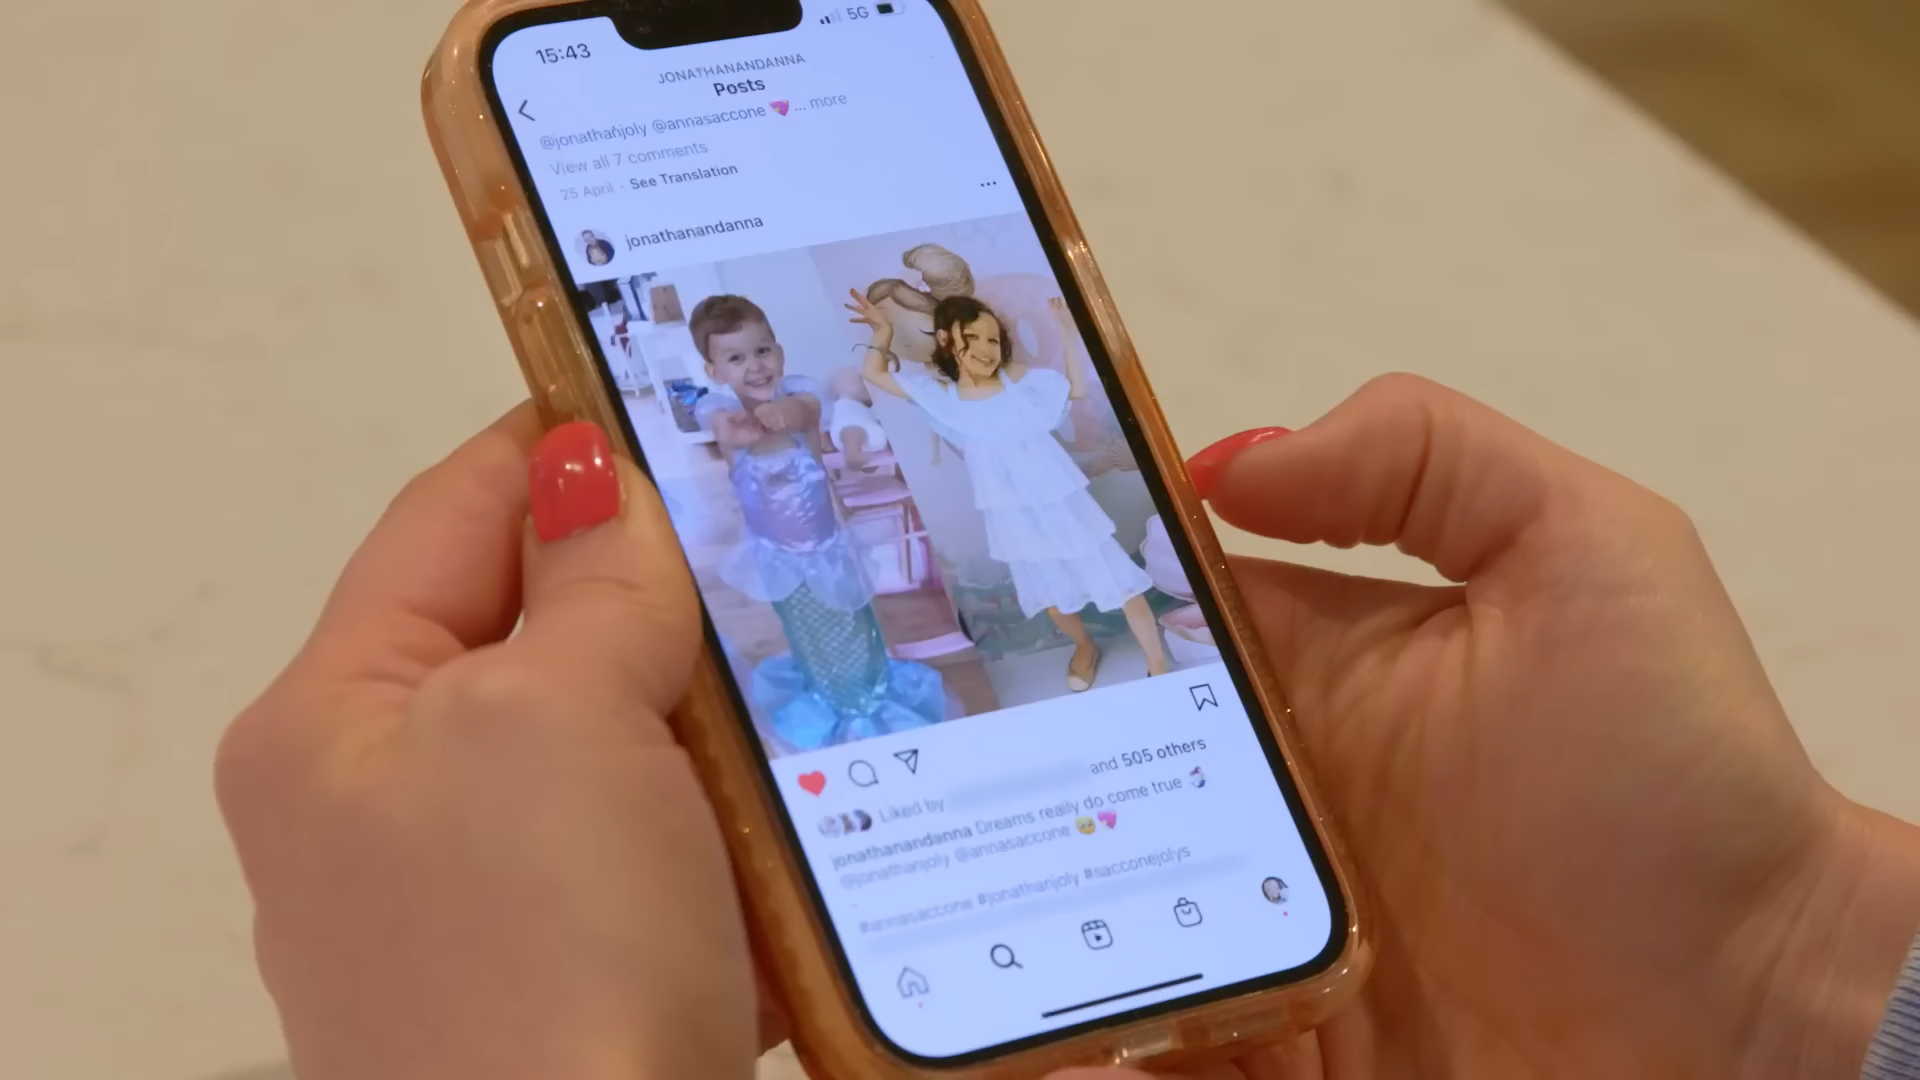 15:43
5G
JONATHANANDANNA
Posts
@jonathanjoly @annasaccone 💖 ... more
View all 7 comments
25 April · See Translation
jonathanandanna
Liked by and 505 others
jonathanandanna Dreams really do come true
@jonathanjoly @annasaccone 🥹💖
.
#annasaccone #jonathanjoly #sacconejolys